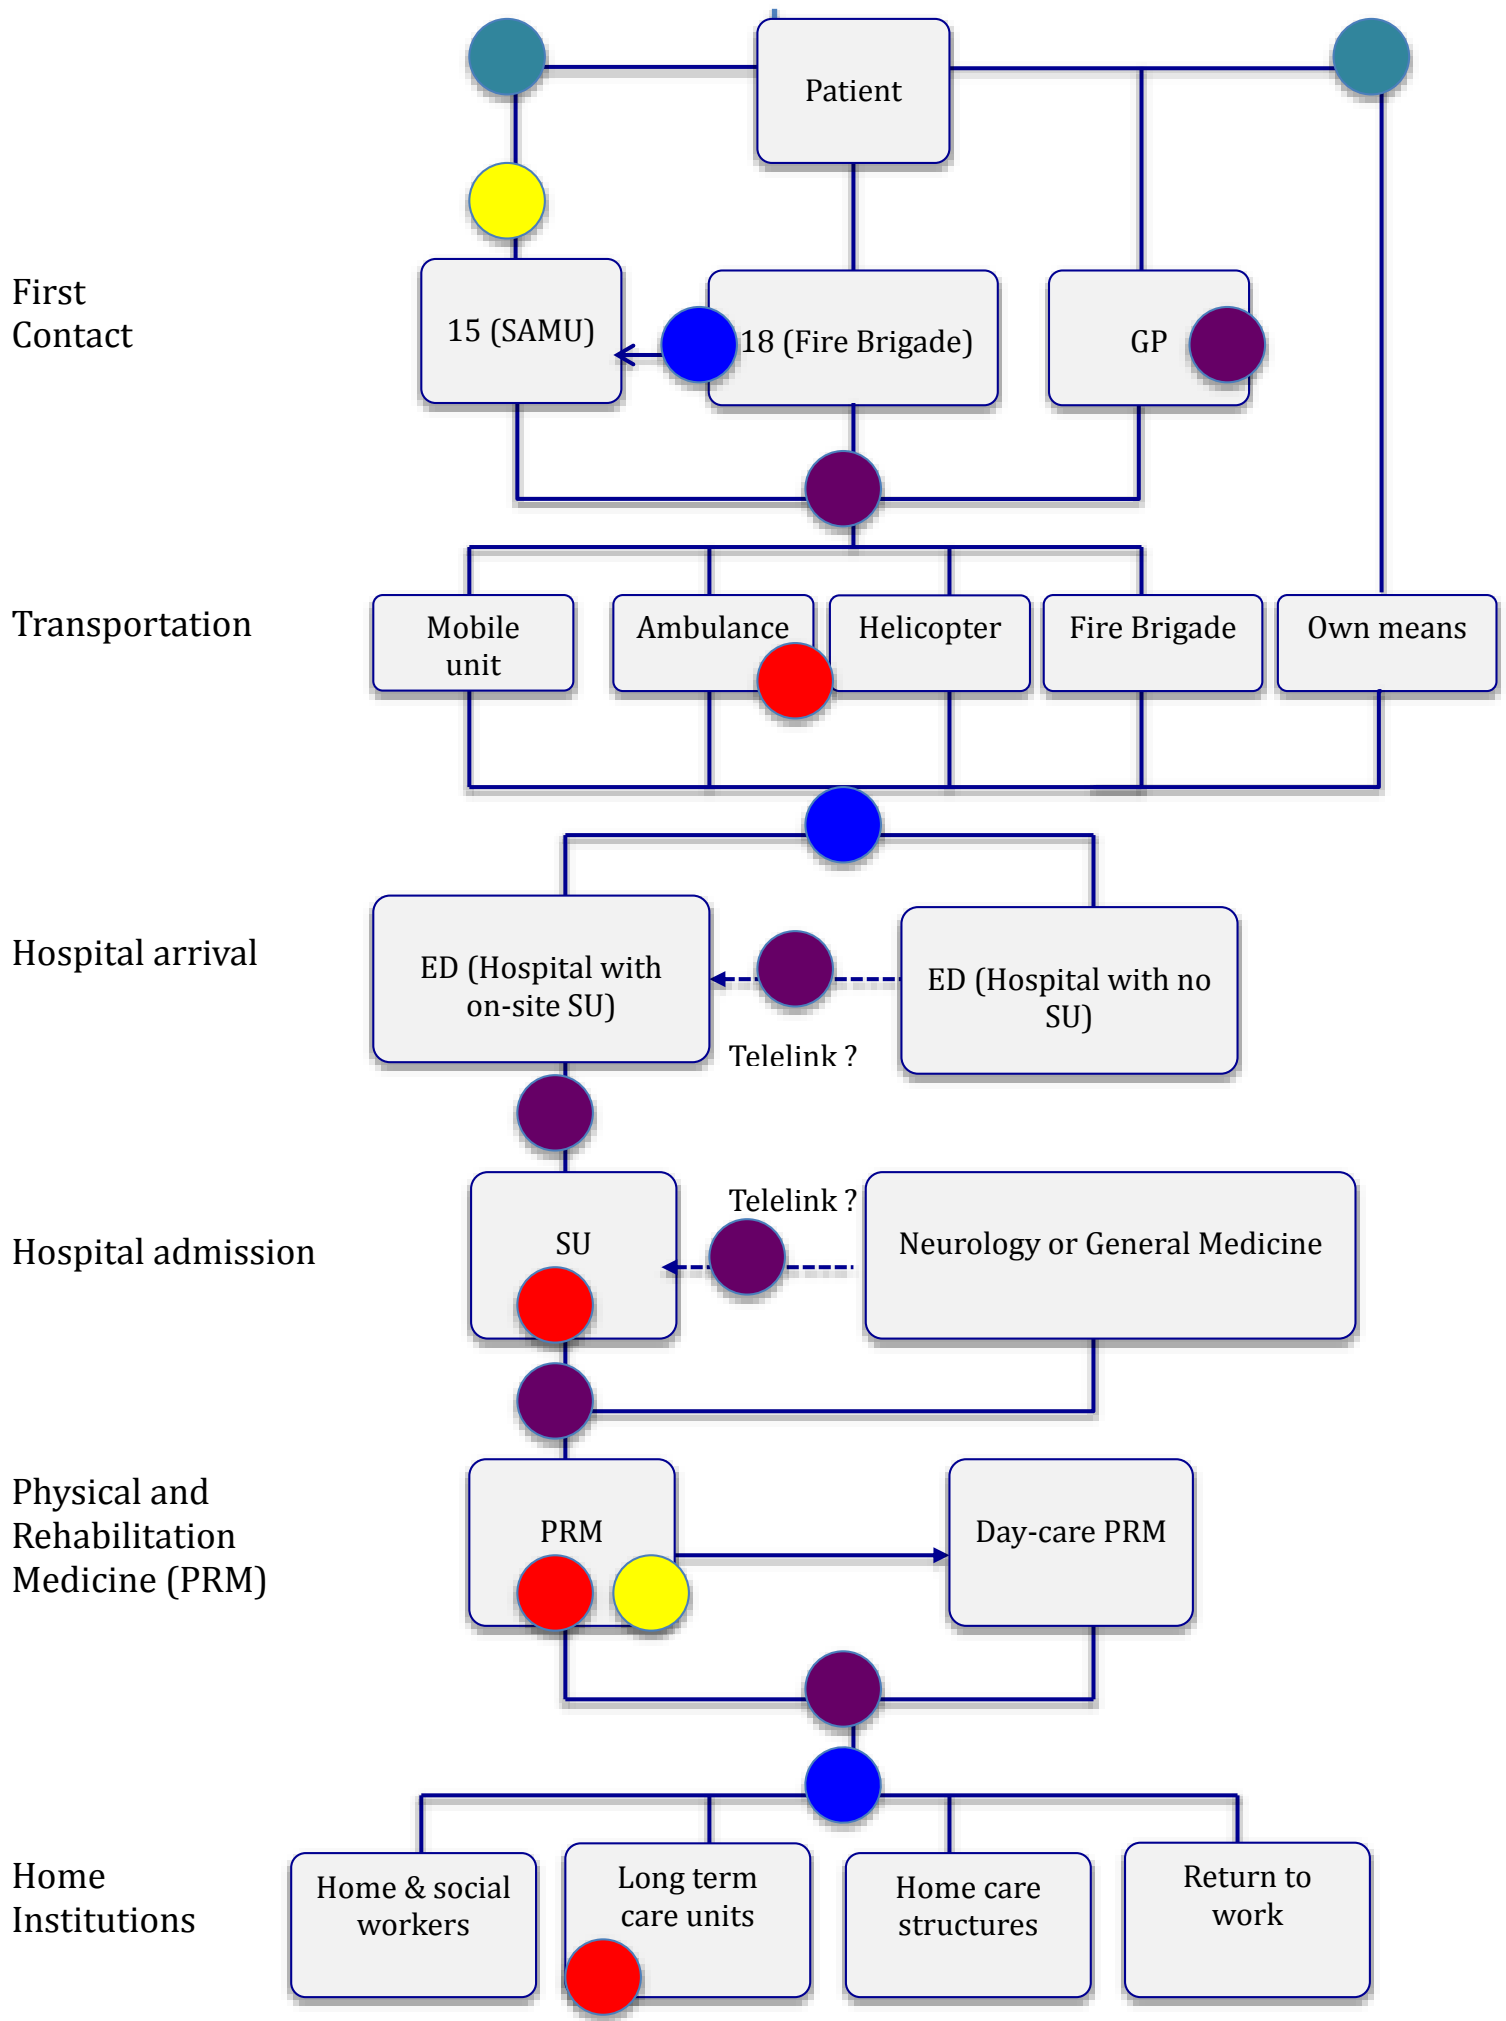 Patient
First
Contact
15 (SAMU)
18 (Fire Brigade)
GP
Transportation
Mobile
unit
Ambulance
Helicopter
Fire Brigade
Own means
Hospital arrival
ED (Hospital with
on-site SU)
ED (Hospital with no
SU)
Telelink ?
Hospital admission
SU
Telelink ?
Neurology or General Medicine
Physical and
Rehabilitation
Medicine (PRM)
PRM
Day-care PRM
Home
Institutions
Home & social
workers
Long term
care units
Home care
structures
Return to
work